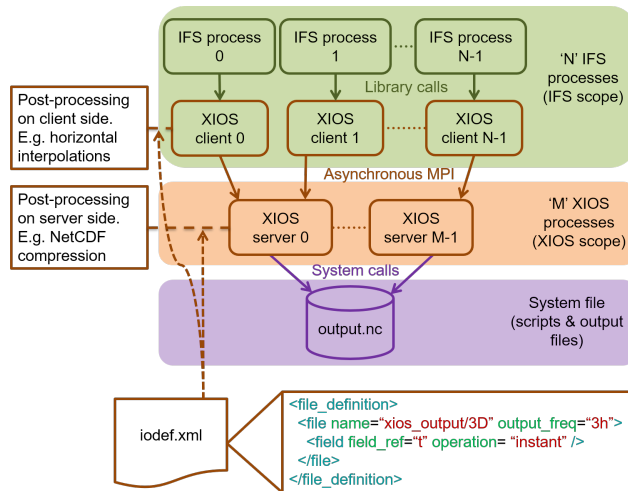 IFS process
0
IFS process
1
IFS process
N-1
‘N’ IFS
processes
(IFS scope)
Library calls
Post-processing
on client side.
E.g. horizontal
interpolations
XIOS
client 0
XIOS
client 1
XIOS
client N-1
Asynchronous MPI
Post-processing
on server side.
E.g. NetCDF
compression
XIOS
server 0
XIOS
server M-1
‘M’ XIOS
processes
(XIOS scope)
System calls
output.nc
System file
(scripts & output
files)
iodef.xml
<file_definition>
<file name=“xios_output/3D” output_freq=“3h”>
<field field_ref=“t” operation= “instant” />
</file>
</file_definition>